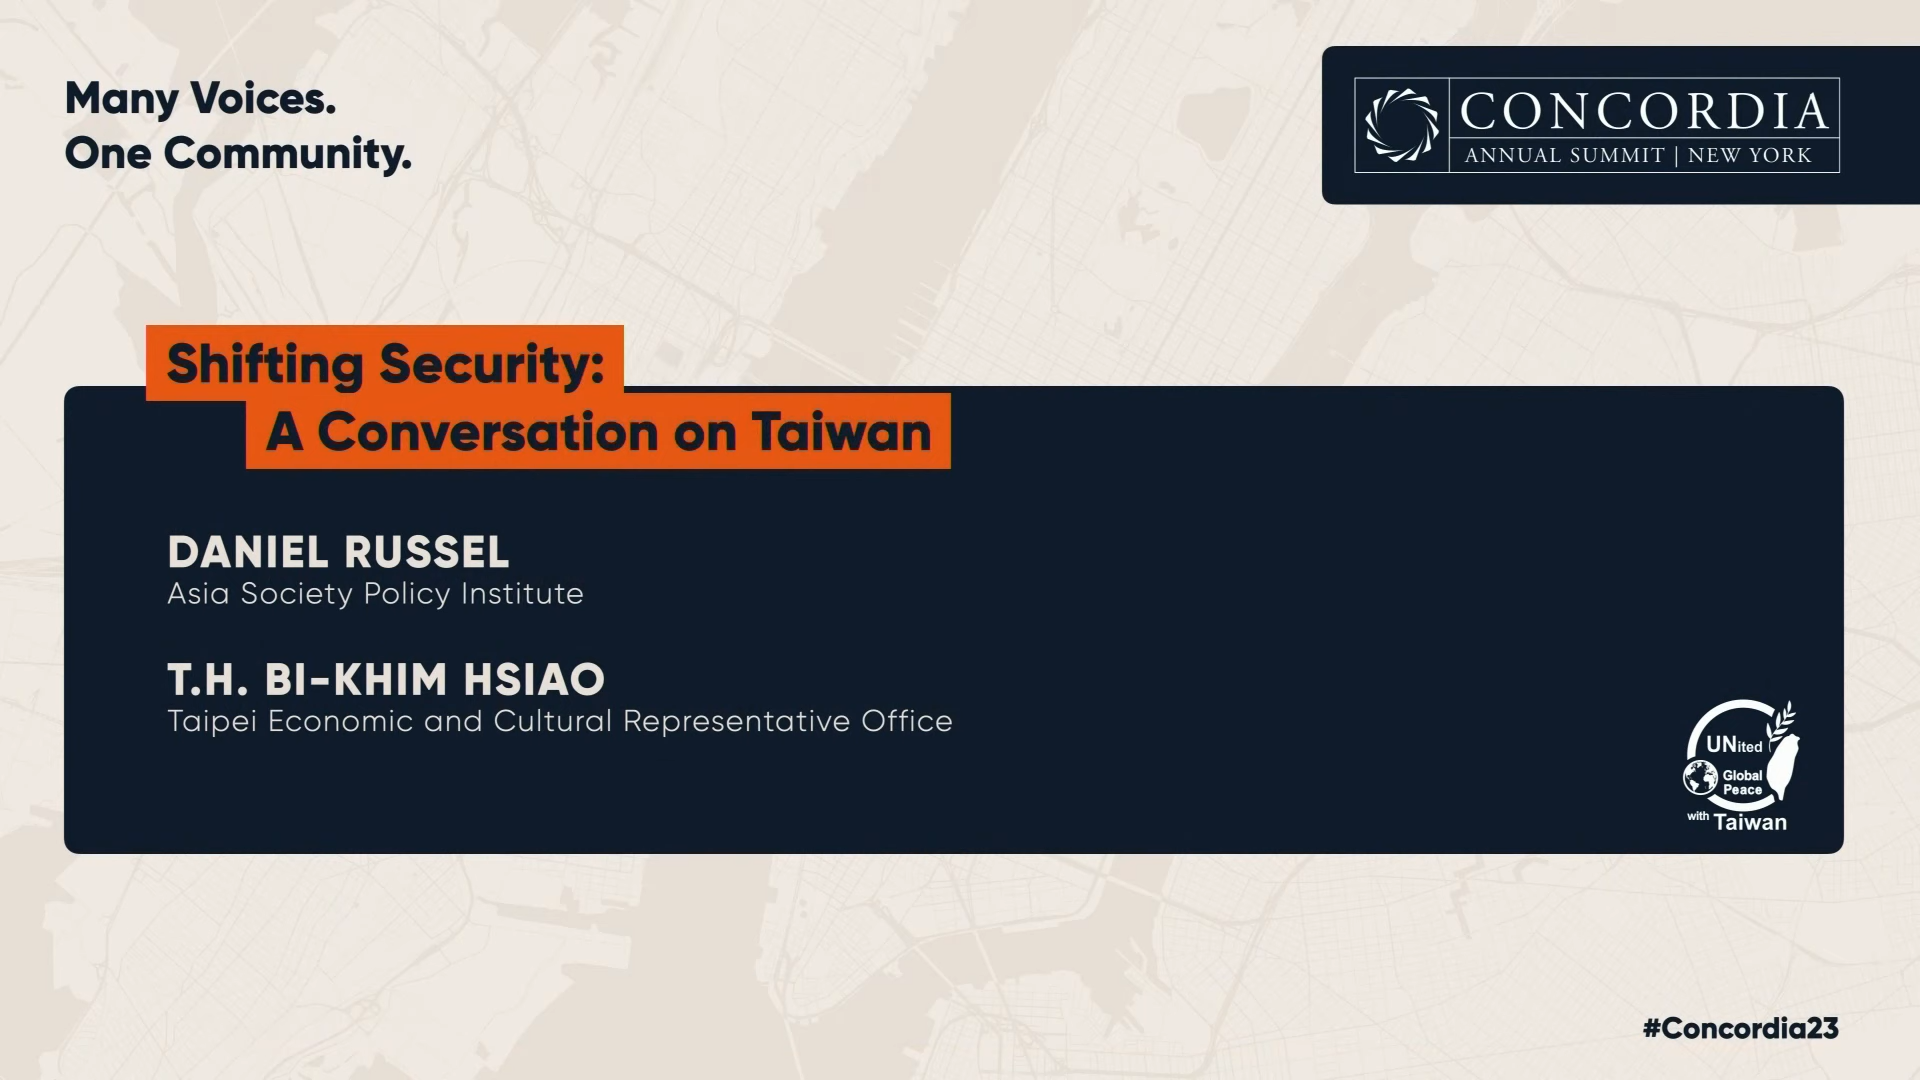 Many Voices.
One Community.
CONCORDIA
ANNUAL SUMMIT | NEW YORK
Shifting Security:
A Conversation on Taiwan
DANIEL RUSSEL
Asia Society Policy Institute
T.H. BI-KHIM HSIAO
Taipei Economic and Cultural Representative Office
UNited
Global
Peace
with Taiwan
#Concordia23